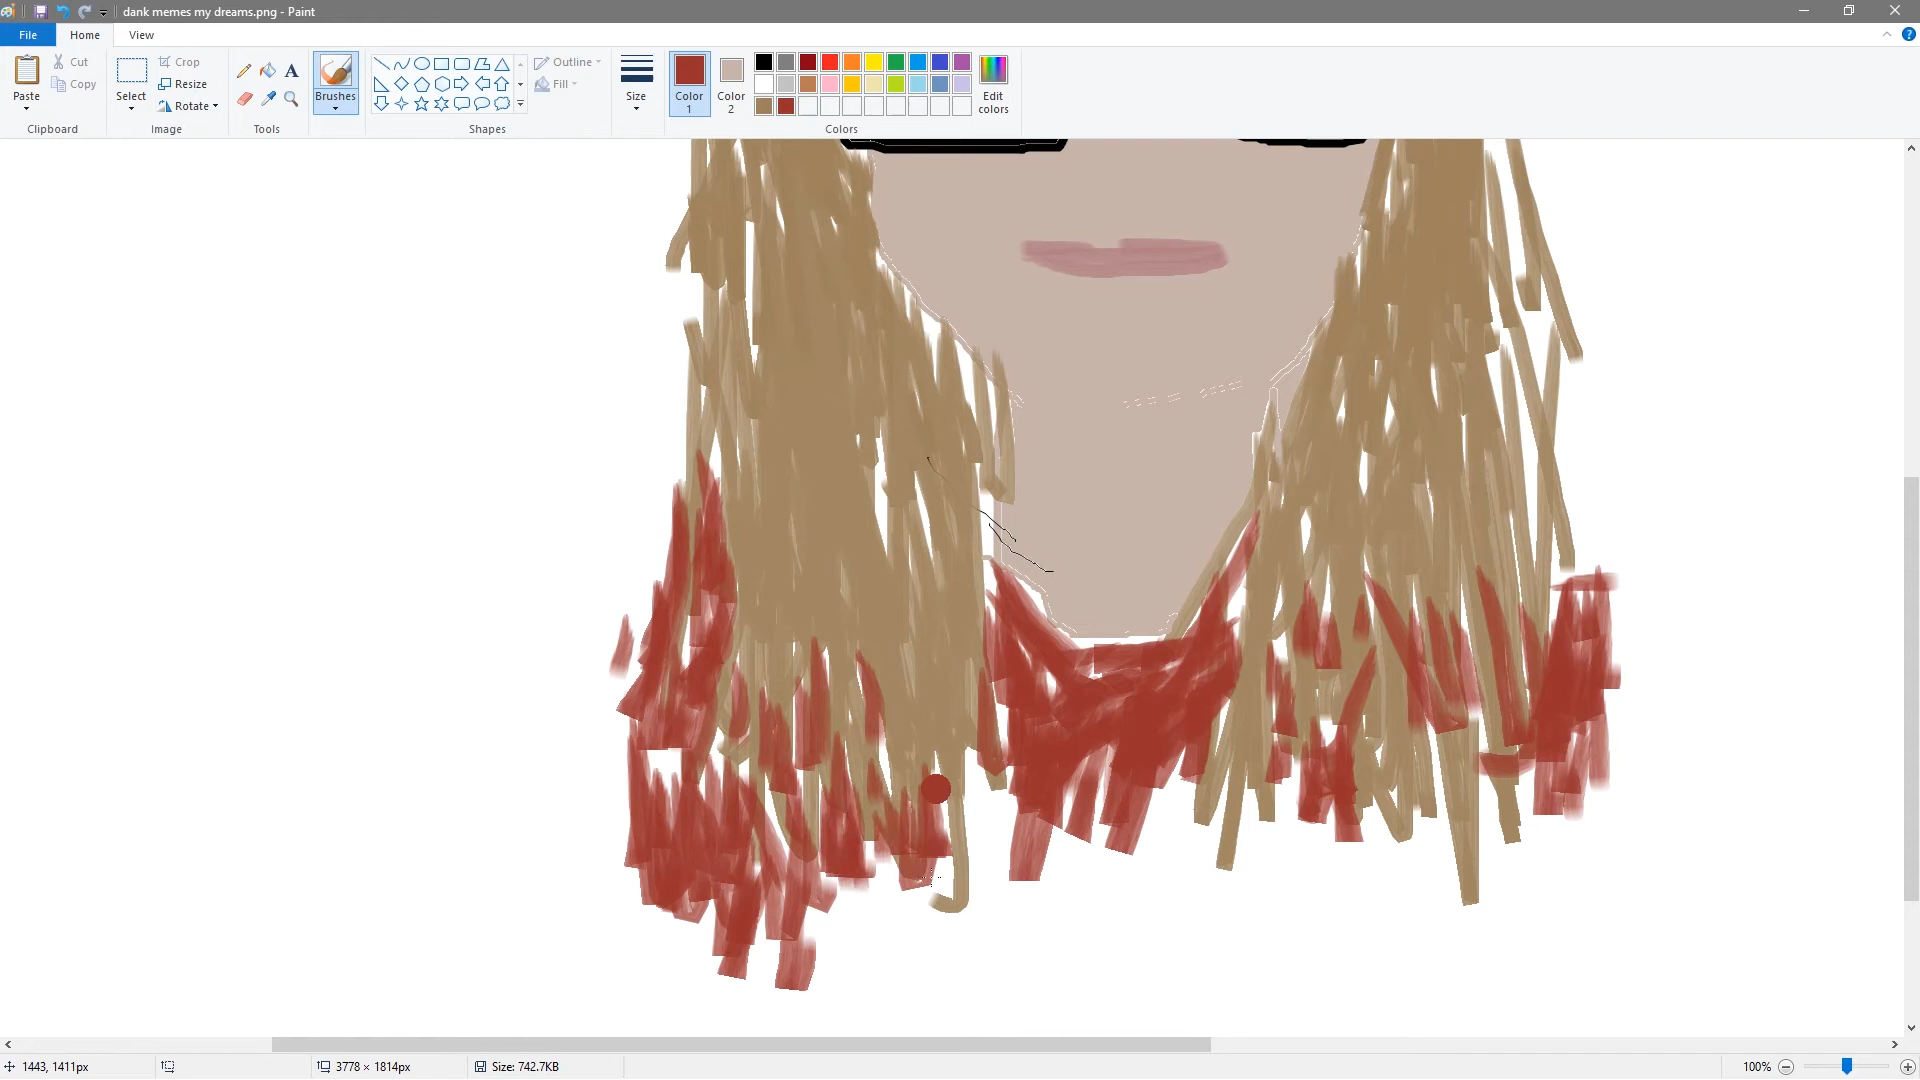 dank memes my dreams.png - Paint
File Home View
Paste
Cut
Copy
Clipboard
Select
Crop
Resize
Rotate
Image
A
Tools
Brushes
Outline
Fill
Shapes
Size
Color 1
Color 2
Edit colors
Colors
?
1443, 1411px
3778 × 1814px
Size: 742.7KB
100%